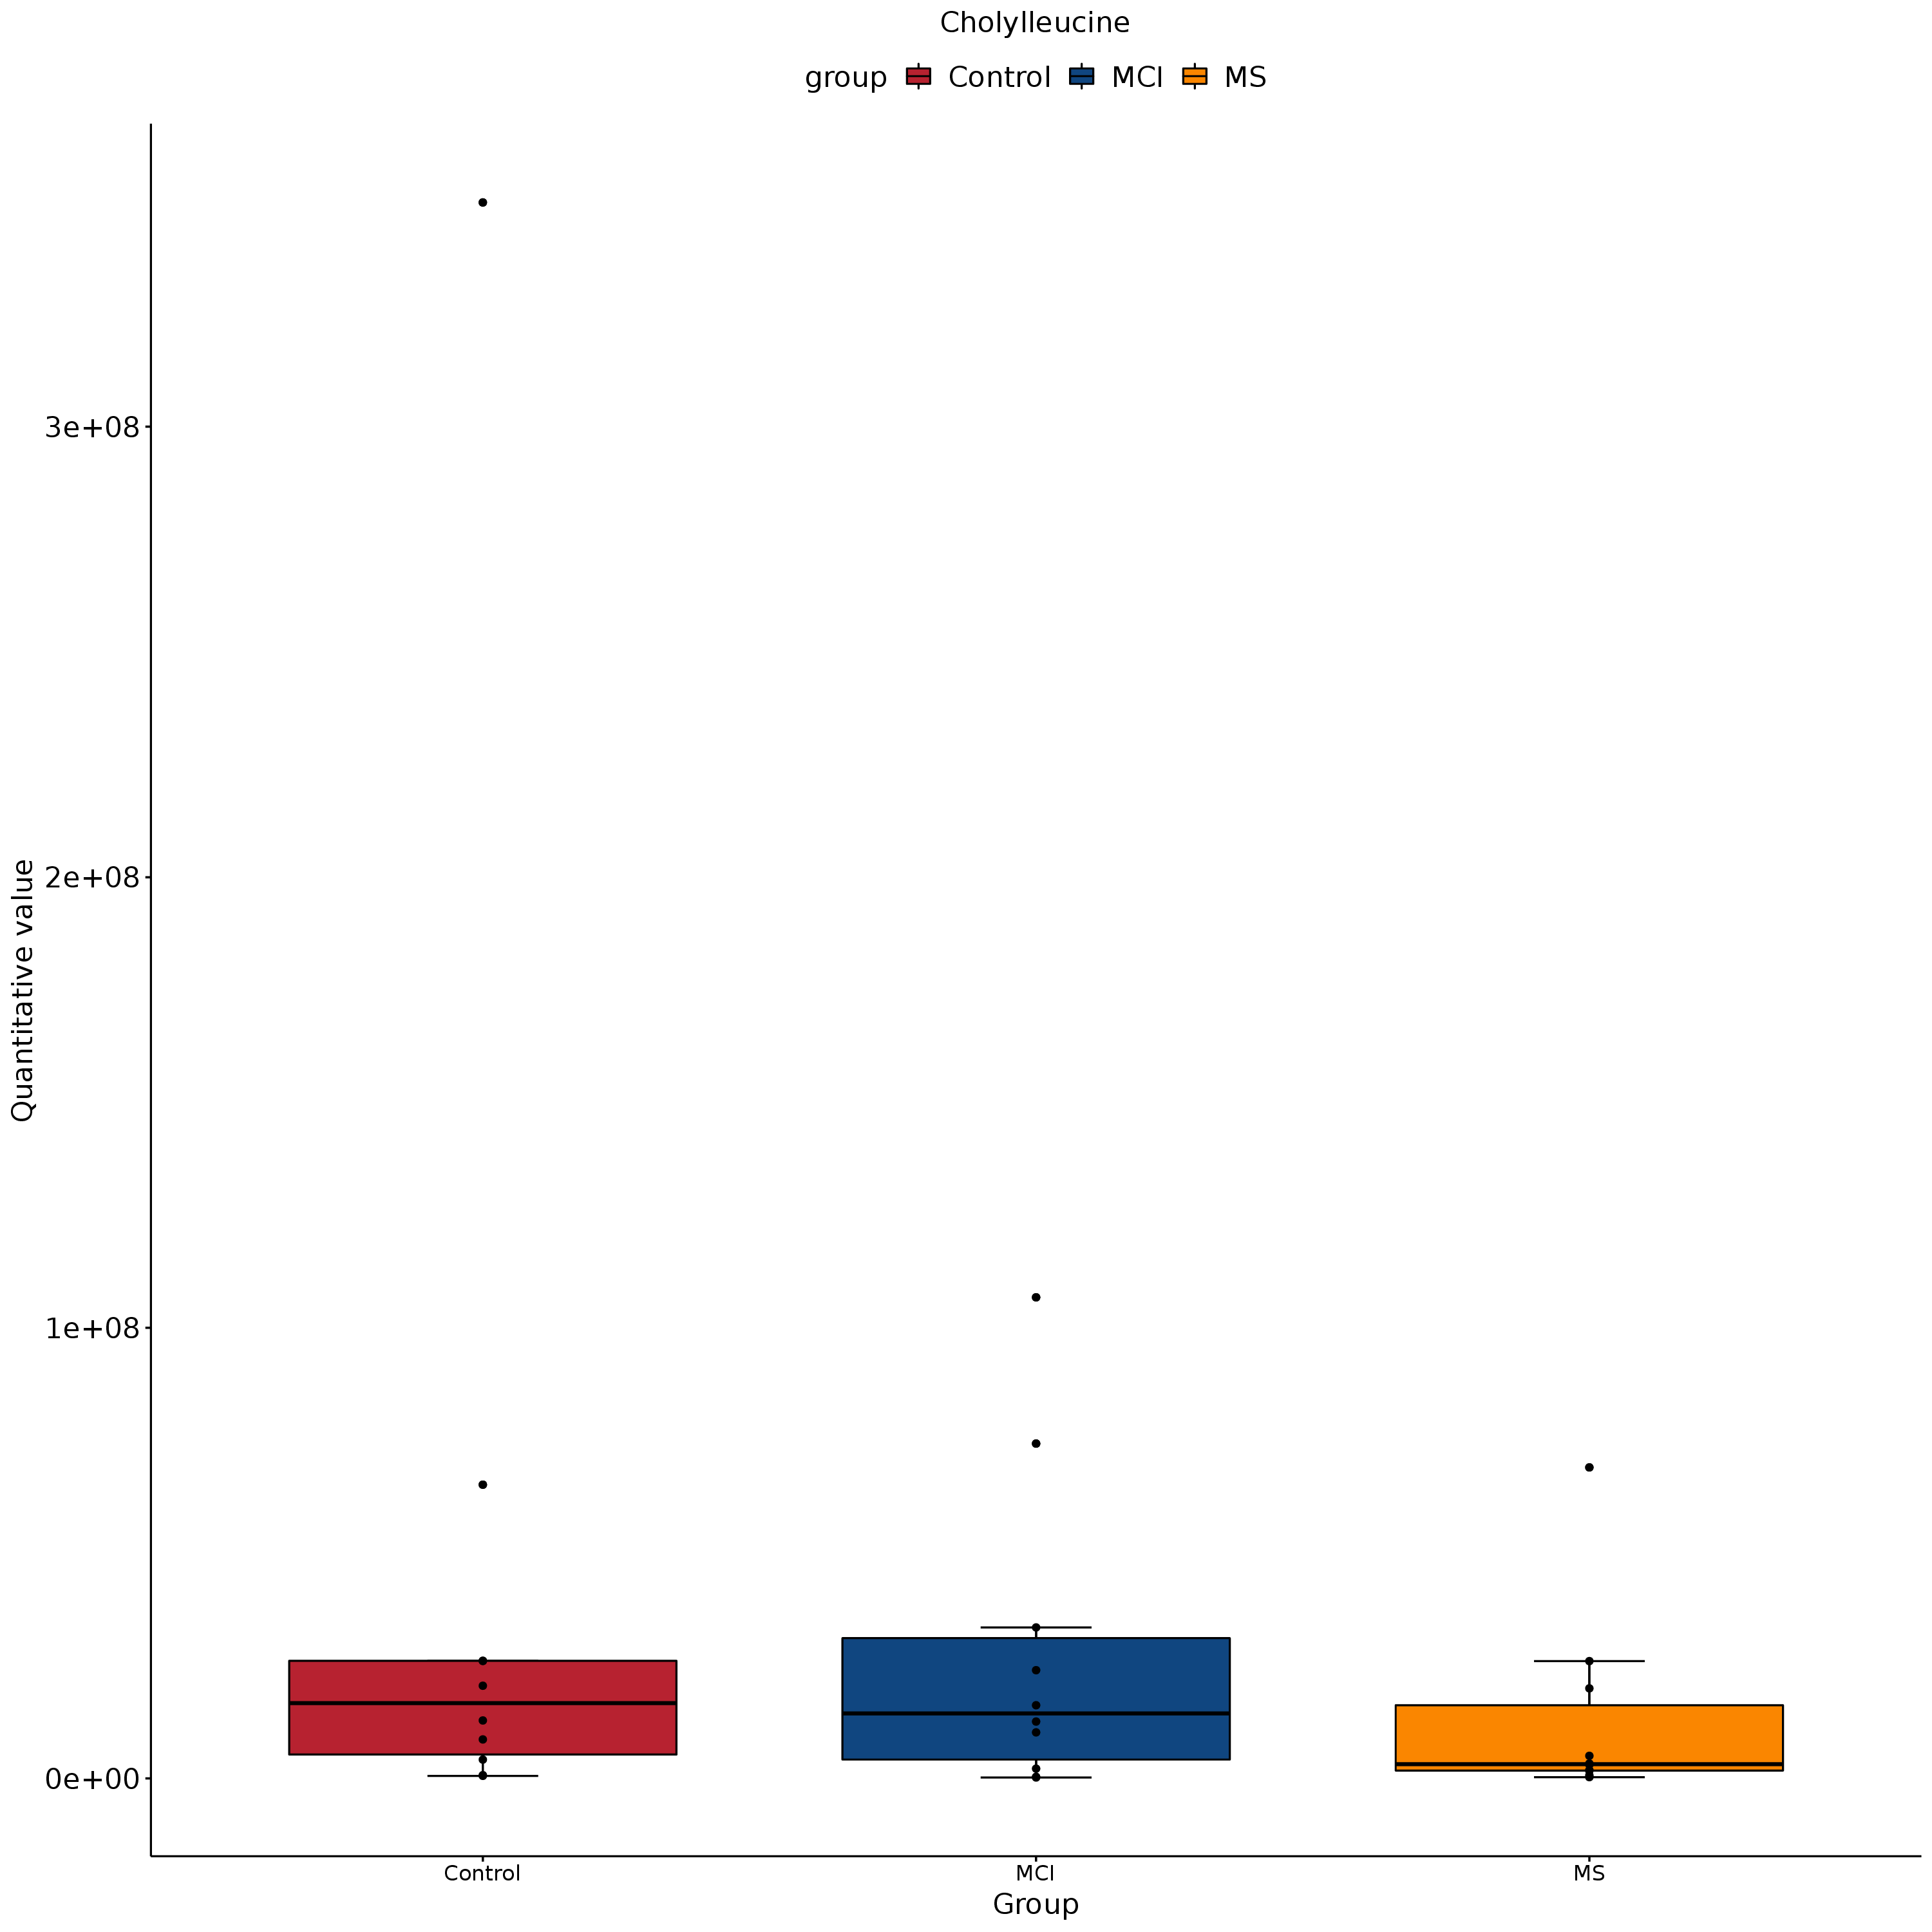 Cholylleucine
group Control MCI MS
3e+08
2e+08
1e+08
0e+00
Quantitative value
Control MCI MS
Group